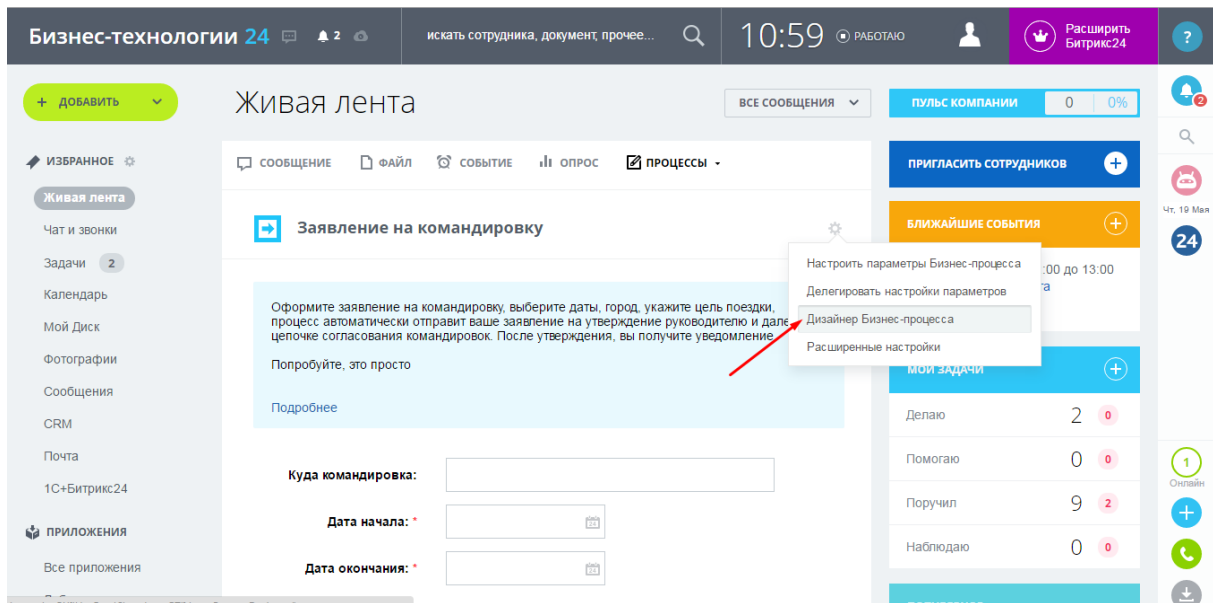 Бизнес-технологии 24
2
искать сотрудника, документ, прочее...
10:59
РАБОТАЮ
Расширить
Битрикс24
?
+ ДОБАВИТЬ
Живая лента
ВСЕ СООБЩЕНИЯ
ПУЛЬС КОМПАНИИ 0 0%
2
ИЗБРАННОЕ
Живая лента
Чат и звонки
Задачи 2
Календарь
Мой Диск
Фотографии
Сообщения
CRM
Почта
1С+Битрикс24
ПРИЛОЖЕНИЯ
Все приложения
СООБЩЕНИЕ ФАЙЛ СОБЫТИЕ ОПРОС ПРОЦЕССЫ
Заявление на командировку
Настроить параметры Бизнес-процесса
Делегировать настройки параметров
Дизайнер Бизнес-процесса
Расширенные настройки
Оформите заявление на командировку, выберите даты, город, укажите цель поездки,
процесс автоматически отправит ваше заявление на утверждение руководителю и дале
цепочке согласования командировок. После утверждения, вы получите уведомление.
Попробуйте, это просто
Подробнее
Куда командировка:
Дата начала: *
24
Дата окончания: *
24
ПРИГЛАСИТЬ СОТРУДНИКОВ
БЛИЖАЙШИЕ СОБЫТИЯ
:00 до 13:00
та
МОИ ЗАДАЧИ
Делаю 2 0
Помогаю 0 0
Поручил 9 2
Наблюдаю 0 0
Чт, 19 Мая
24
1
Онлайн